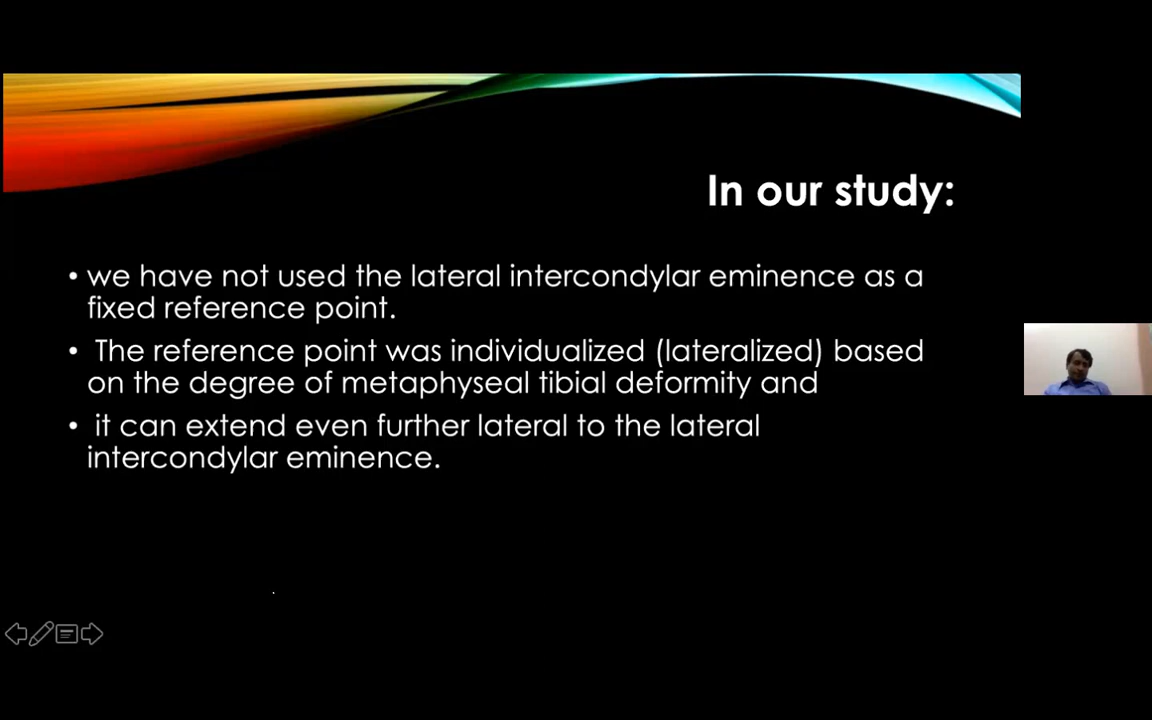 In our study:
• we have not used the lateral intercondylar eminence as a
fixed reference point.
• The reference point was individualized (lateralized) based
on the degree of metaphyseal tibial deformity and
• it can extend even further lateral to the lateral
intercondylar eminence.